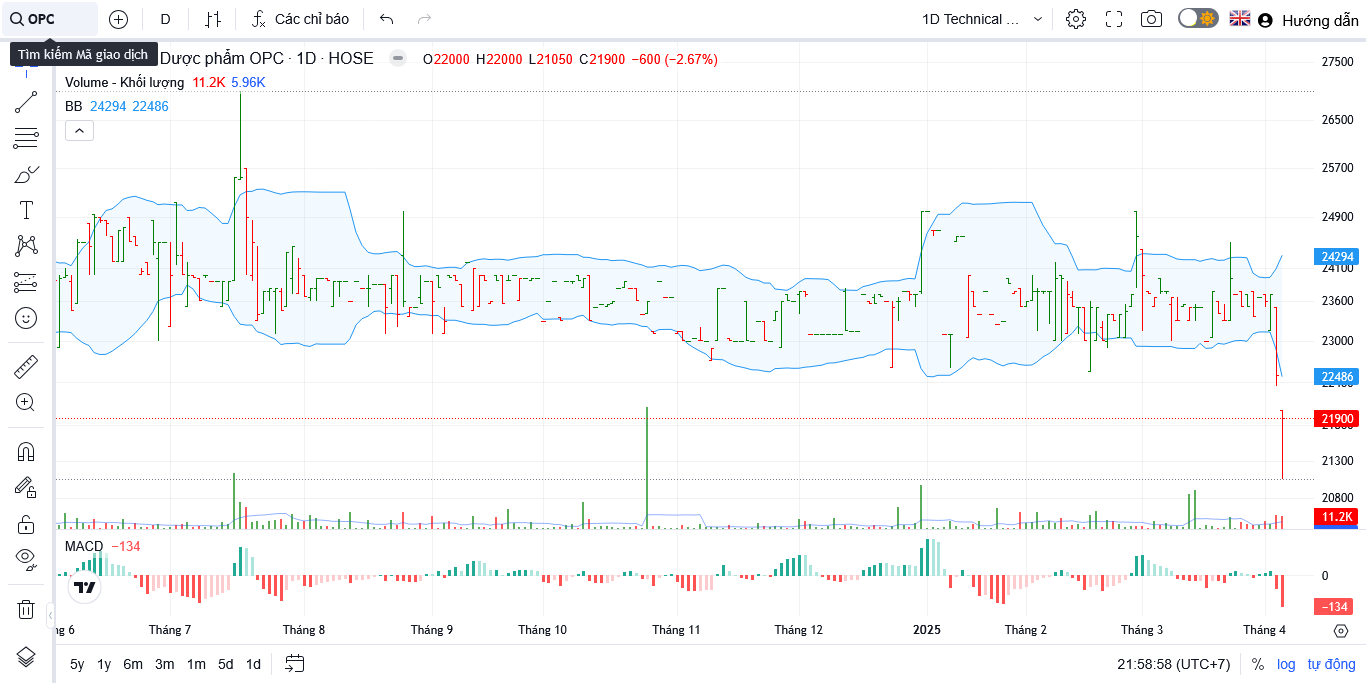 OPC
D
Các chỉ báo
1D Technical ...
Hướng dẫn
Tìm kiếm Mã giao dịch
Dược phẩm OPC · 1D · HOSE
O22000 H22000 L21050 C21900 −600 (−2.67%)
Volume - Khối lượng 11.2K 5.96K
BB 24294 22486
27500
26500
25700
24900
24294
24100
23600
23000
22486
21900
21300
20800
11.2K
MACD −134
0
−134
ng 6
Tháng 7
Tháng 8
Tháng 9
Tháng 10
Tháng 11
Tháng 12
2025
Tháng 2
Tháng 3
Tháng 4
5y 1y 6m 3m 1m 5d 1d
21:58:58 (UTC+7)
% log tự động